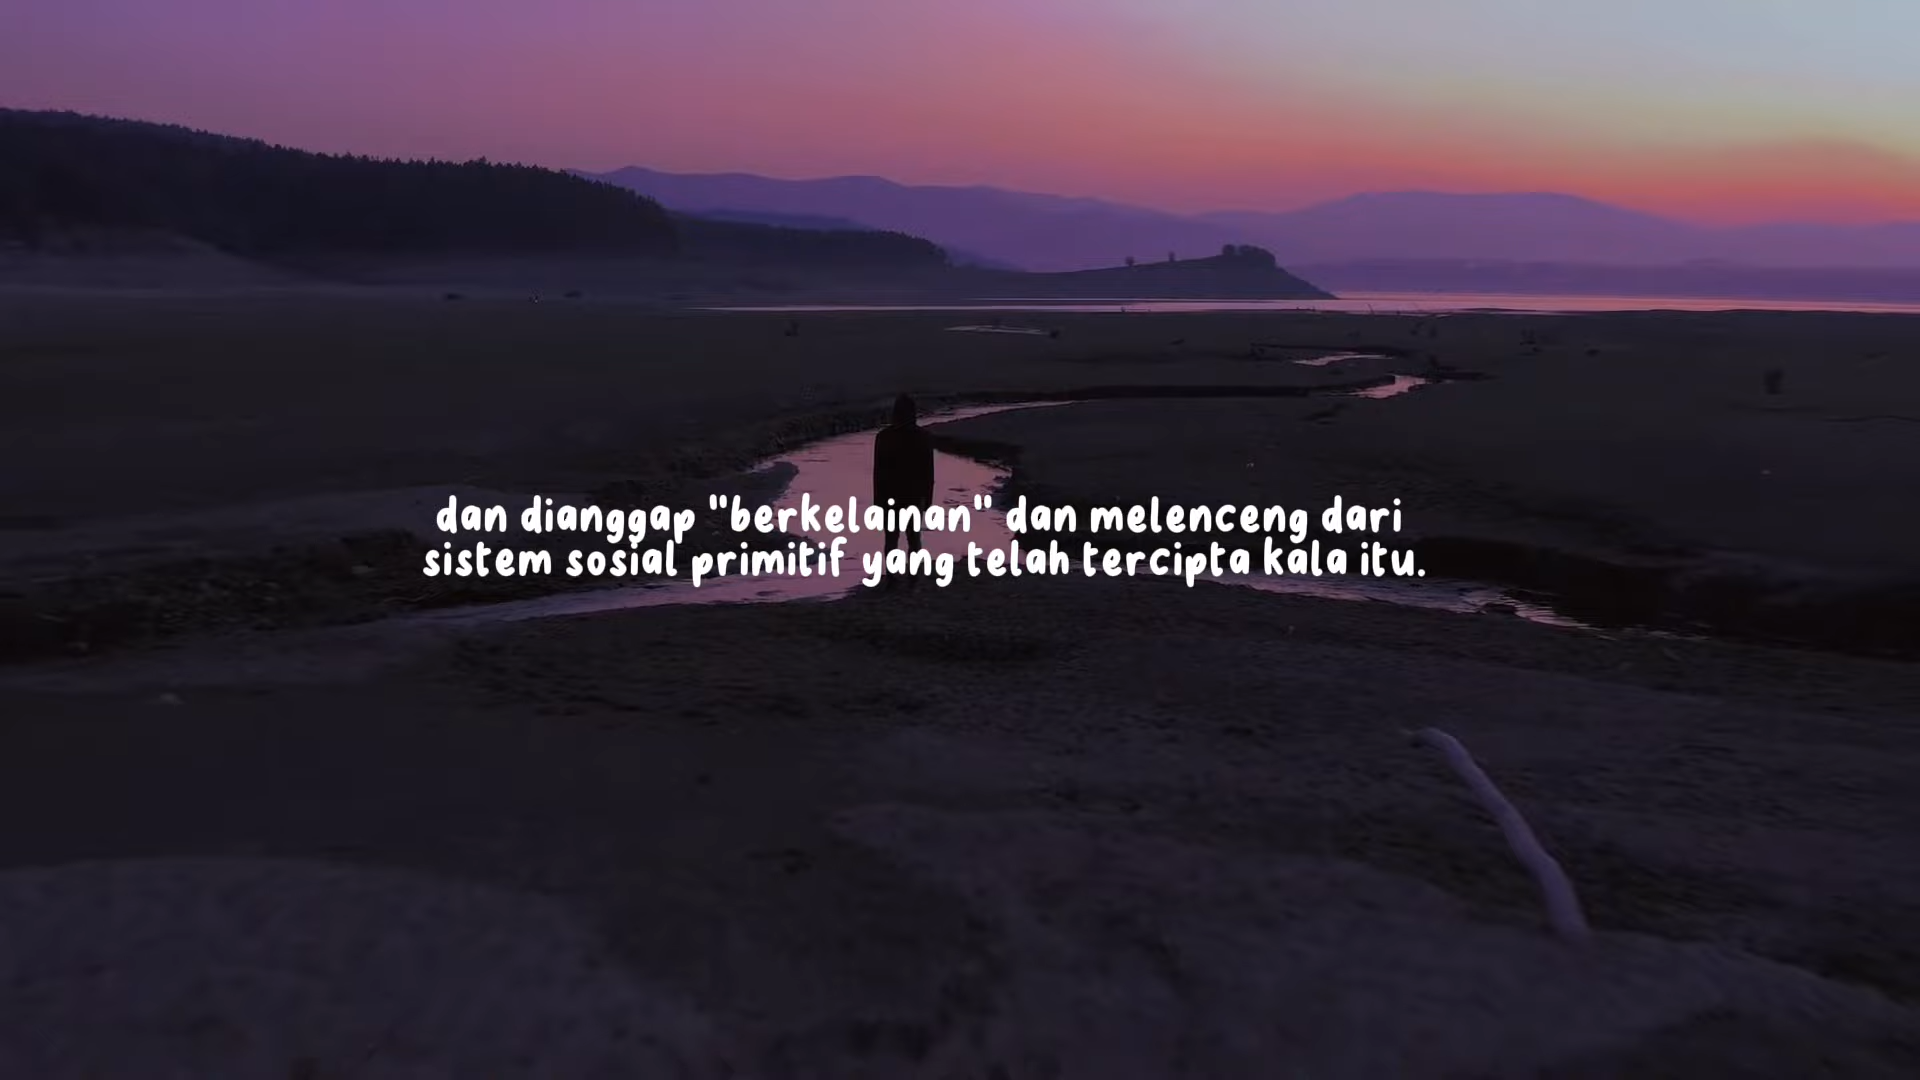 dan dianggap "berkelainan" dan melenceng dari
sistem sosial primitif yang telah tercipta kala itu.